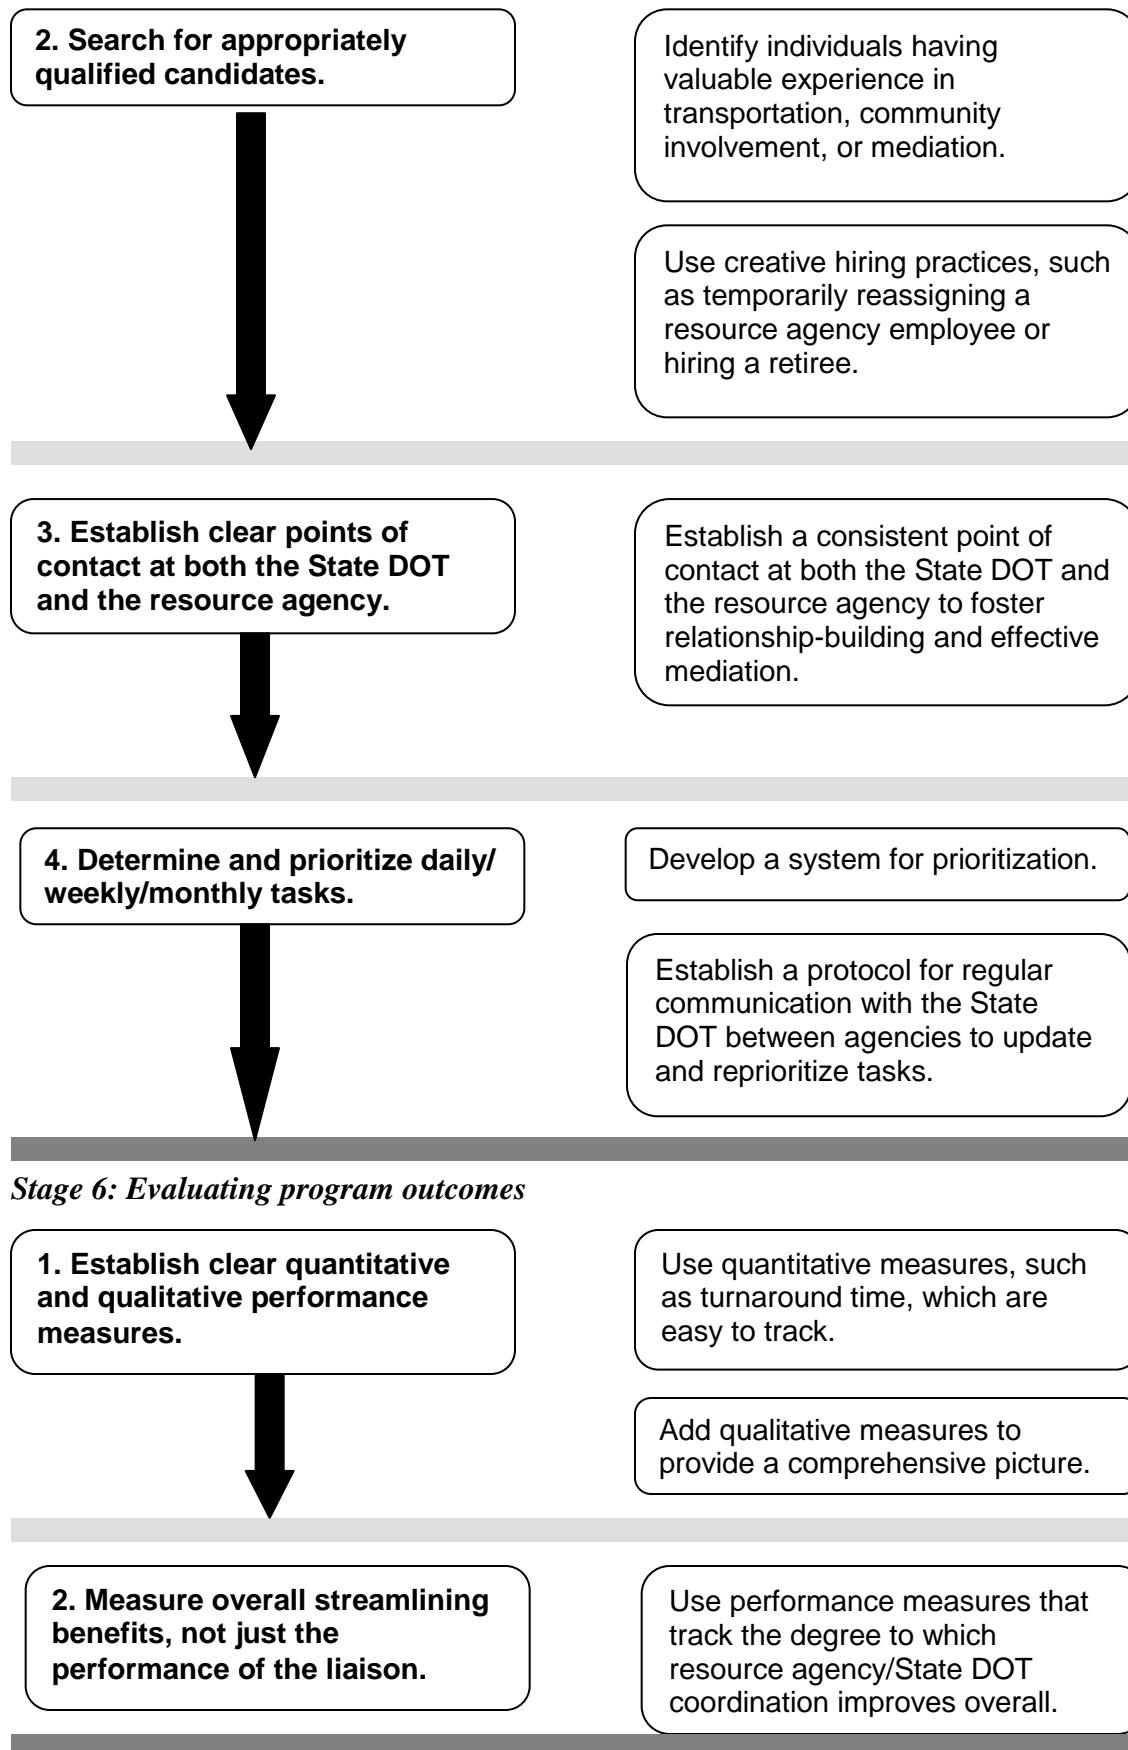 2. Search for appropriately
qualified candidates.
Identify individuals having
valuable experience in
transportation, community
involvement, or mediation.
Use creative hiring practices, such
as temporarily reassigning a
resource agency employee or
hiring a retiree.
3. Establish clear points of
contact at both the State DOT
and the resource agency.
Establish a consistent point of
contact at both the State DOT and
the resource agency to foster
relationship-building and effective
mediation.
4. Determine and prioritize daily/
weekly/monthly tasks.
Develop a system for prioritization.
Establish a protocol for regular
communication with the State
DOT between agencies to update
and reprioritize tasks.
Stage 6: Evaluating program outcomes
1. Establish clear quantitative
and qualitative performance
measures.
Use quantitative measures, such
as turnaround time, which are
easy to track.
Add qualitative measures to
provide a comprehensive picture.
2. Measure overall streamlining
benefits, not just the
performance of the liaison.
Use performance measures that
track the degree to which
resource agency/State DOT
coordination improves overall.